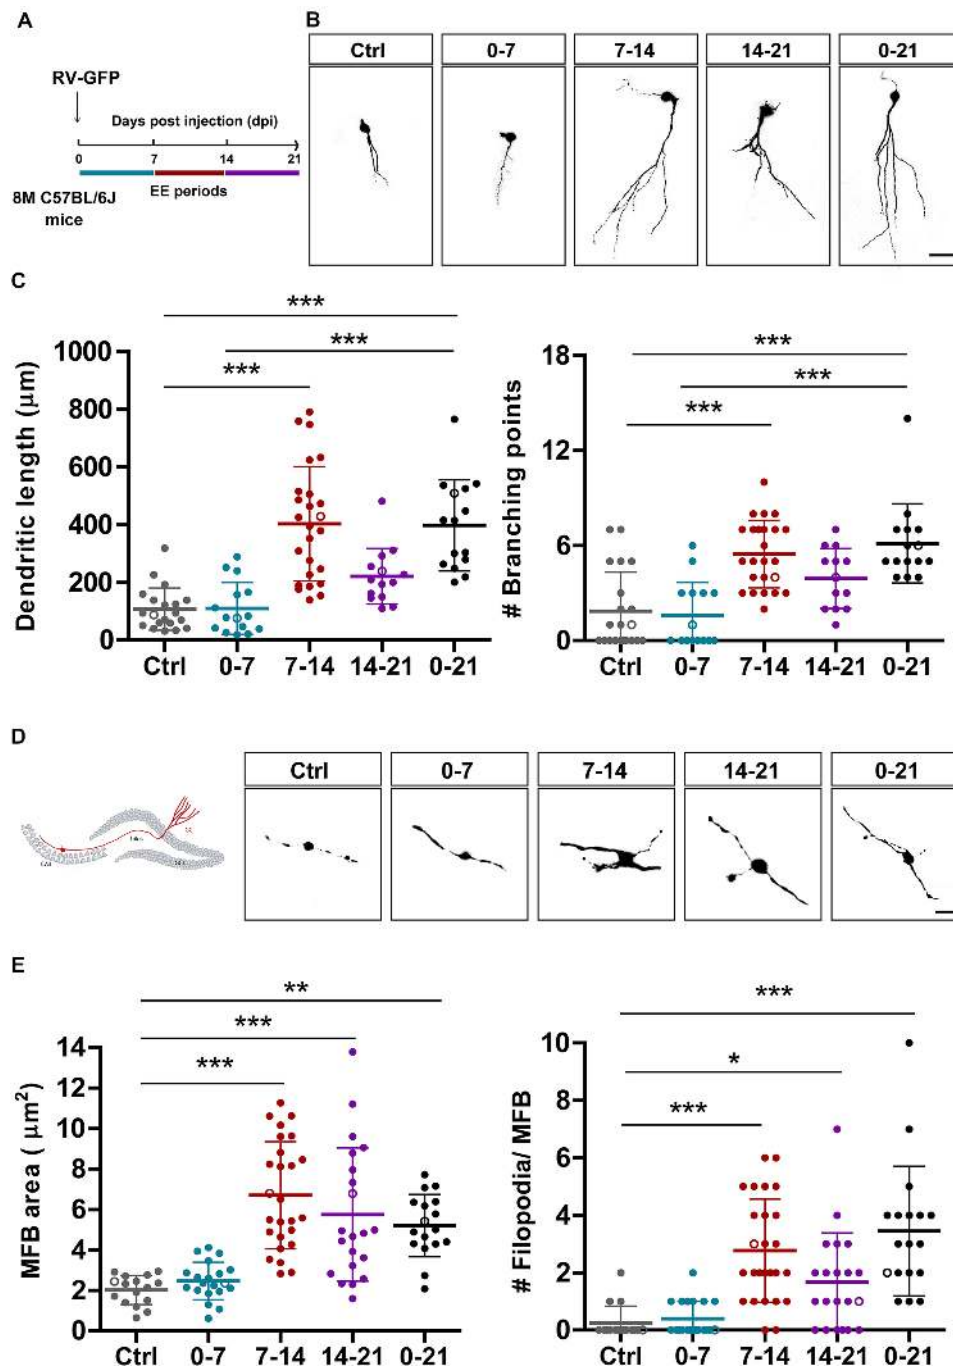 A
RV-GFP
Days post injection (dpi)
0 7 14 21
EE periods
8M C57BL/6J
mice
B
Ctrl 0-7 7-14 14-21 0-21
C
***
***
***
Dendritic length (μm)
1000
800
600
400
200
0
Ctrl 0-7 7-14 14-21 0-21
***
***
***
# Branching points
18
12
6
0
Ctrl 0-7 7-14 14-21 0-21
D
Ctrl 0-7 7-14 14-21 0-21
E
**
***
***
MFB area ( μm²)
14
12
10
8
6
4
2
0
Ctrl 0-7 7-14 14-21 0-21
***
*
***
# Filopodia/ MFB
10
8
6
4
2
0
Ctrl 0-7 7-14 14-21 0-21